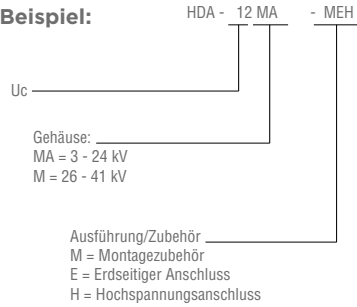 Beispiel: HDA - 12 MA - MEH
Uc
Gehäuse:
MA = 3 - 24 kV
M = 26 - 41 kV
Ausführung/Zubehör
M = Montagezubehör
E = Erdseitiger Anschluss
H = Hochspannungsanschluss